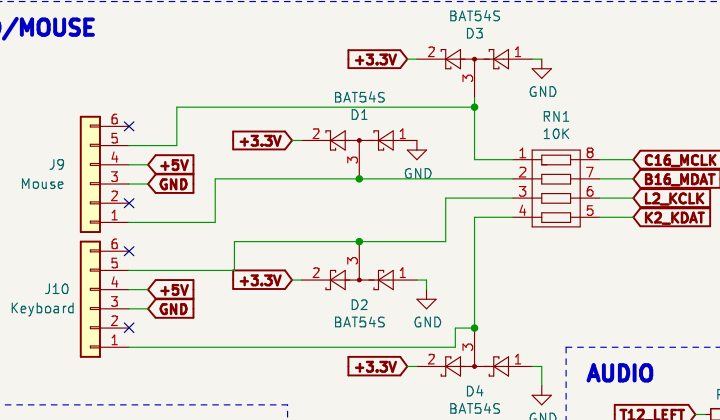 /MOUSE
BAT54S
D3
+3.3V
2
1
3
GND
BAT54S
D1
+3.3V
2
1
3
GND
RN1
10K
1
8
C16_MCLK
2
7
B16_MDAT
3
6
L2_KCLK
4
5
K2_KDAT
J9
Mouse
6
5
4
+5V
3
GND
2
1
J10
Keyboard
6
5
4
+5V
3
GND
2
1
3
+3.3V
2
1
D2
BAT54S
GND
3
+3.3V
2
1
D4
BAT54S
GND
AUDIO
T12_LEFT